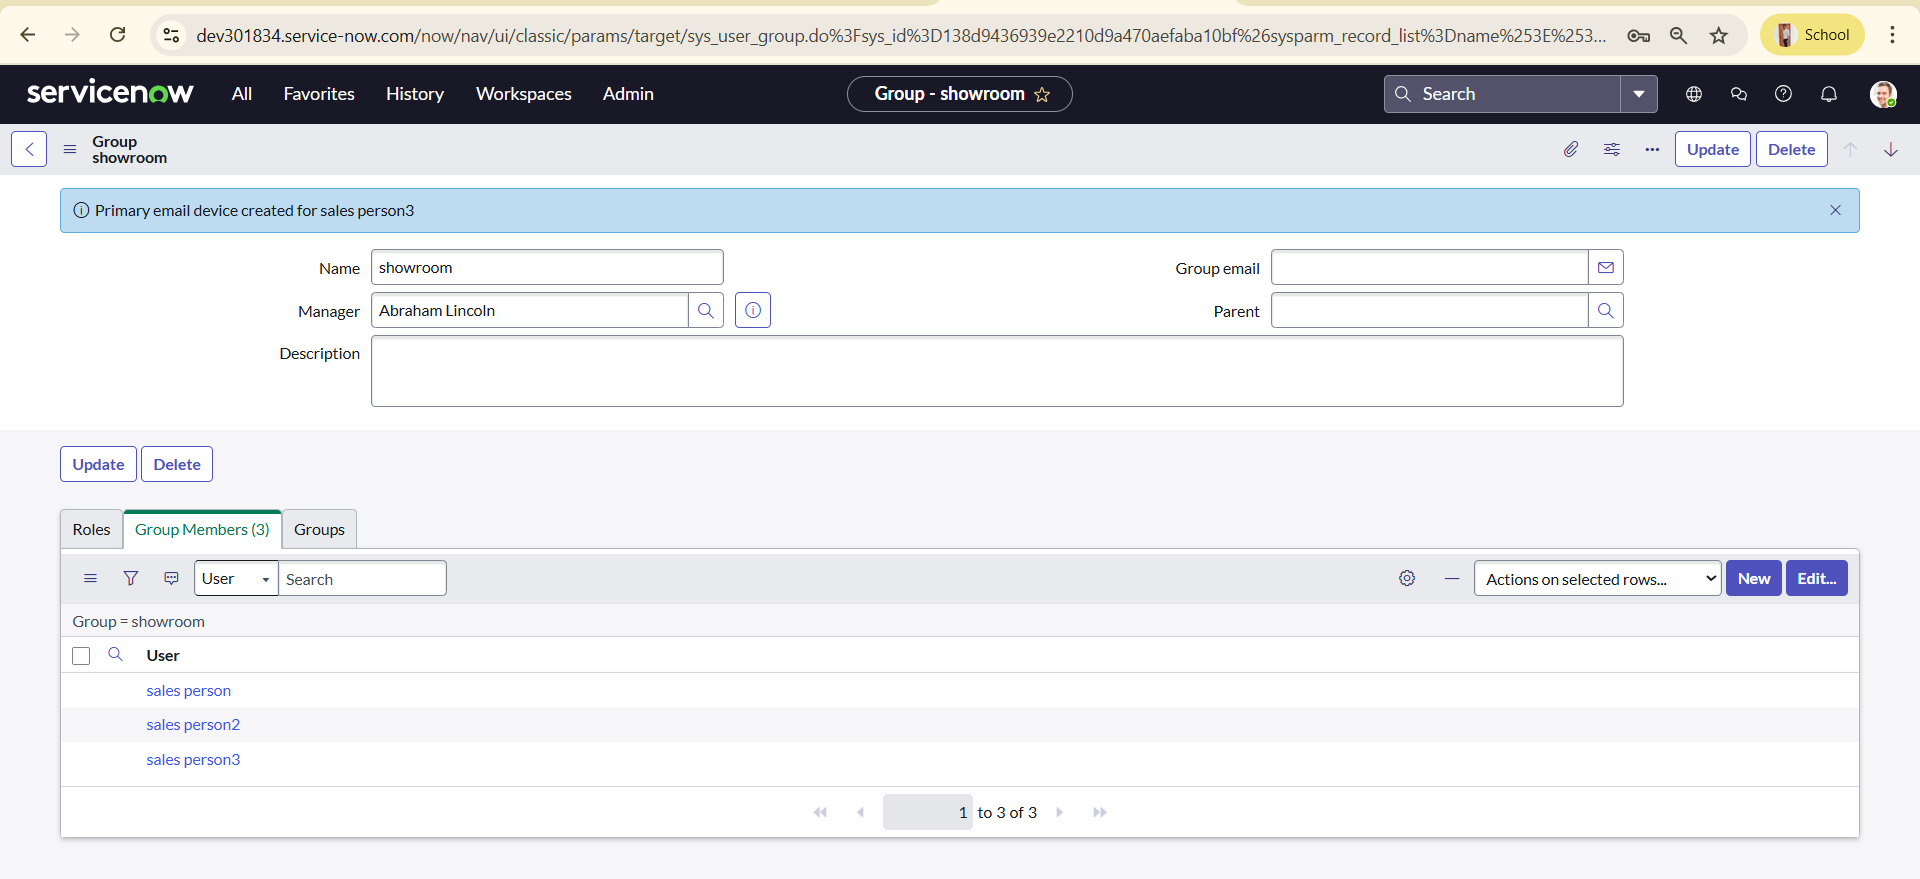 dev301834.service-now.com/now/nav/ui/classic/params/target/sys_user_group.do%3Fsys_id%3D138d9436939e2210d9a470aefaba10bf%26sysparm_record_list%3Dname%253E%253...
School
servicenow
All
Favorites
History
Workspaces
Admin
Group - showroom
Search
Group
showroom
Update
Delete
Primary email device created for sales person3
Name
showroom
Group email
Manager
Abraham Lincoln
Parent
Description
Update
Delete
Roles
Group Members (3)
Groups
User
Search
Actions on selected rows...
New
Edit...
Group = showroom
User
sales person
sales person2
sales person3
1 to 3 of 3